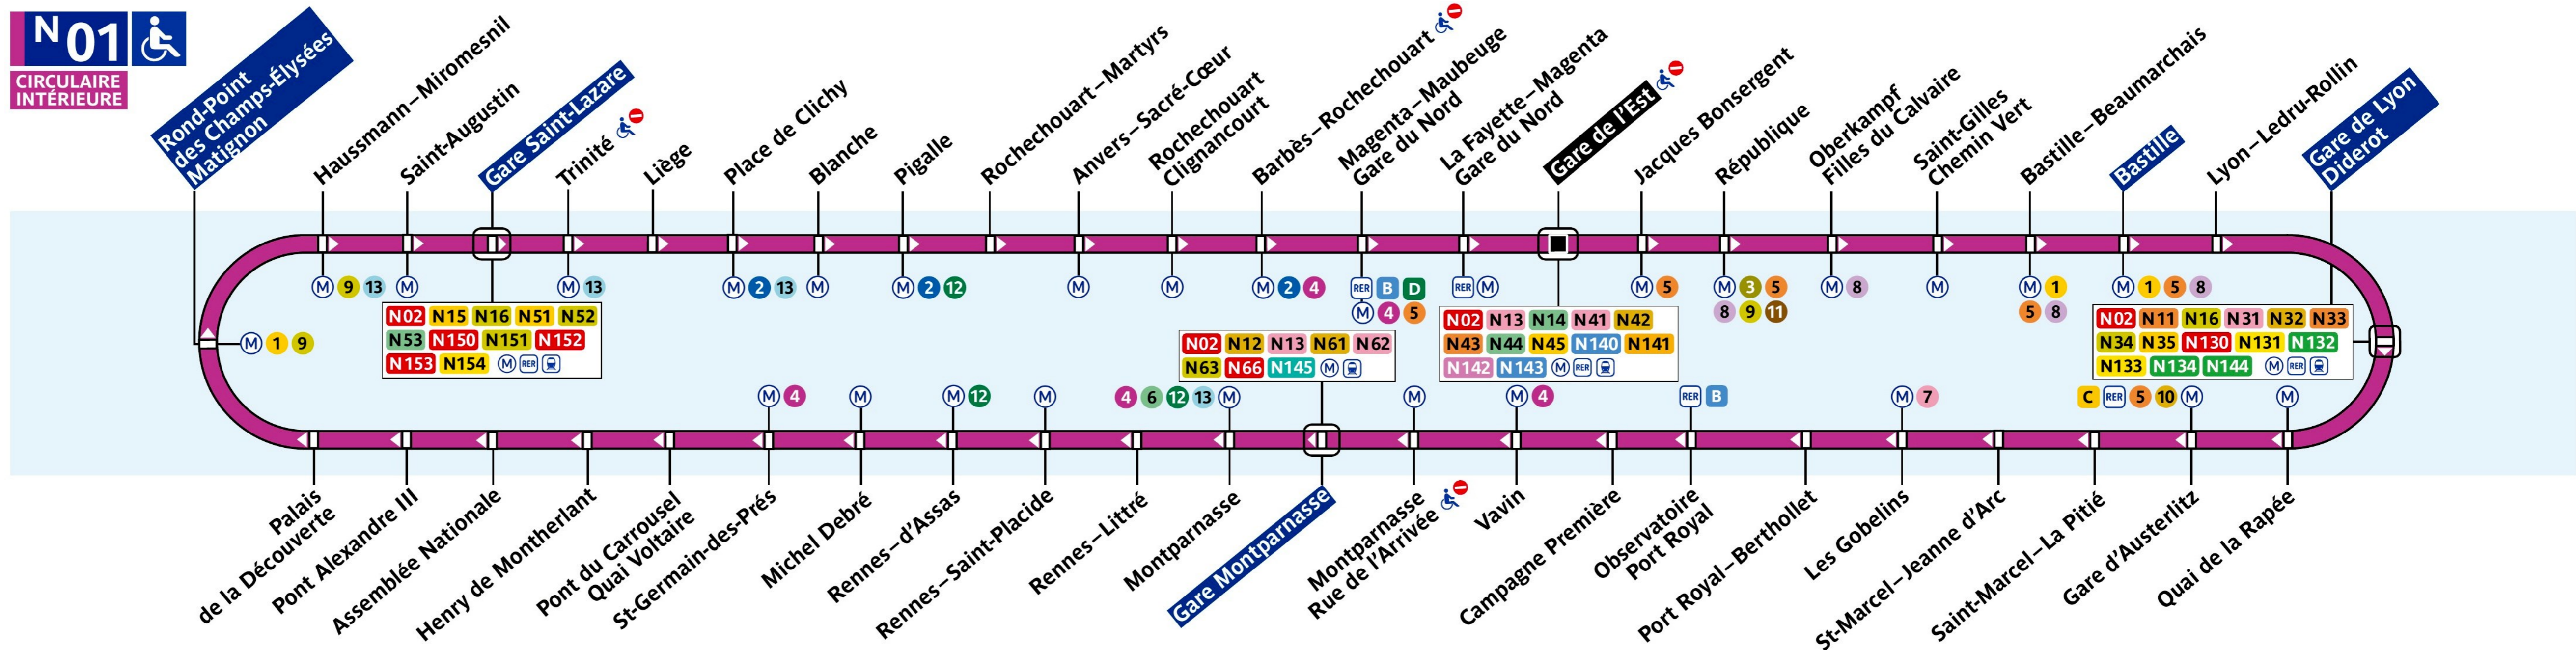 N01
CIRCULAIRE
INTÉRIEURE
Rond-Point
des Champs-Élysées
Matignon
Haussmann–Miromesnil
Saint-Augustin
Gare Saint-Lazare
Trinité
Liège
Place de Clichy
Blanche
Pigalle
Rochechouart–Martyrs
Anvers–Sacré-Cœur
Rochechouart
Clignancourt
Barbès–Rochechouart
Magenta–Maubeuge
Gare du Nord
La Fayette–Magenta
Gare du Nord
Gare de l'Est
Jacques Bonsergent
République
Oberkampf
Filles du Calvaire
Saint-Gilles
Chemin Vert
Bastille–Beaumarchais
Bastille
Lyon–Ledru-Rollin
Gare de Lyon
Diderot
M 9 13
M
M 13
M 2 13
M
M 2 12
M
M
M 2 4
RER B D
M 4 5
RER M
M 5
M 3 5
8 9 11
M 8
M
M 1
5 8
M 1 5 8
M 1 9
N02 N15 N16 N51 N52
N53 N150 N151 N152
N153 N154 M RER
N02 N12 N13 N61 N62
N63 N66 N145 M
N02 N13 N14 N41 N42
N43 N44 N45 N140 N141
N142 N143 M RER
N02 N11 N16 N31 N32 N33
N34 N35 N130 N131 N132
N133 N134 N144 M RER
M 4
M
M 12
M
4 6 12 13 M
M
M 4
RER B
M 7
C RER 5 10 M
M
Palais
de la Découverte
Pont Alexandre III
Assemblée Nationale
Henry de Montherlant
Pont du Carrousel
Quai Voltaire
St-Germain-des-Prés
Michel Debré
Rennes–d'Assas
Rennes–Saint-Placide
Rennes–Littré
Montparnasse
Gare Montparnasse
Montparnasse
Rue de l'Arrivée
Vavin
Campagne Première
Observatoire
Port Royal
Port Royal–Berthollet
Les Gobelins
St-Marcel–Jeanne d'Arc
Saint-Marcel–La Pitié
Gare d'Austerlitz
Quai de la Rapée